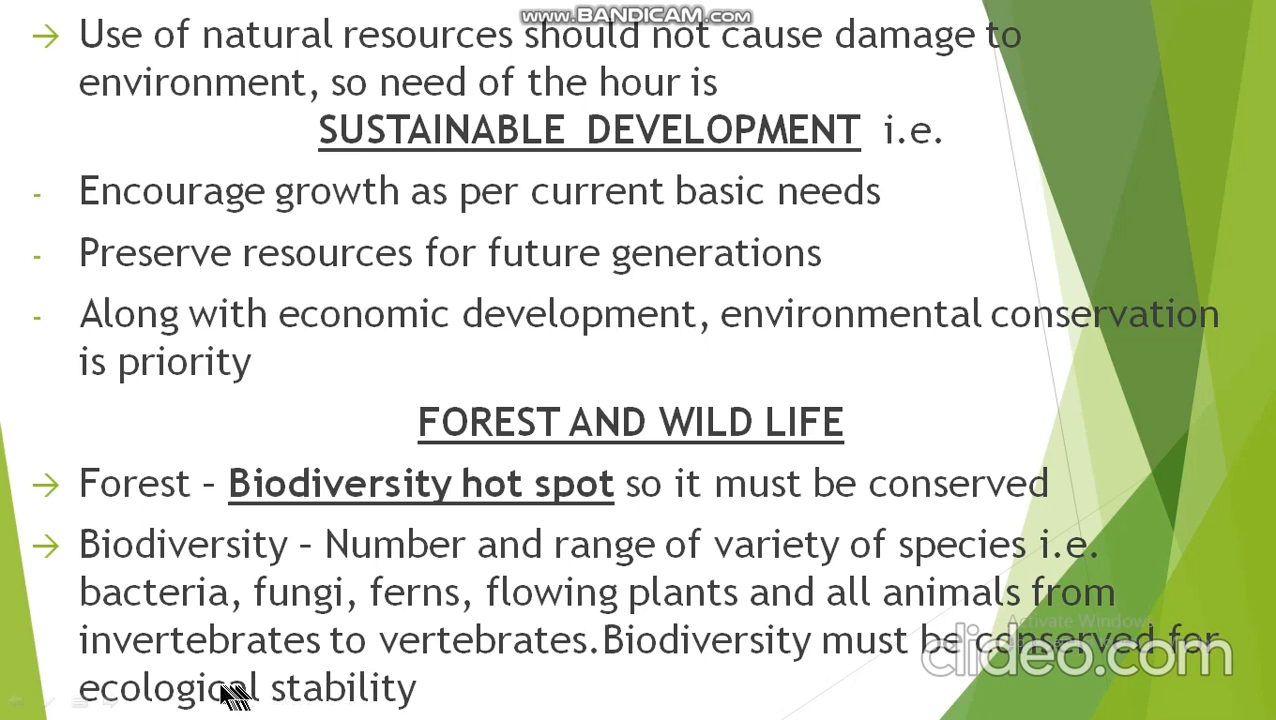 www.BANDICAM.com
→ Use of natural resources should not cause damage to
environment, so need of the hour is
SUSTAINABLE DEVELOPMENT i.e.
- Encourage growth as per current basic needs
- Preserve resources for future generations
- Along with economic development, environmental conservation
is priority
FOREST AND WILD LIFE
→ Forest – Biodiversity hot spot so it must be conserved
→ Biodiversity – Number and range of variety of species i.e.
bacteria, fungi, ferns, flowing plants and all animals from
Activate Windows
invertebrates to vertebrates.Biodiversity must be conserved for
clideo.com
ecological stability